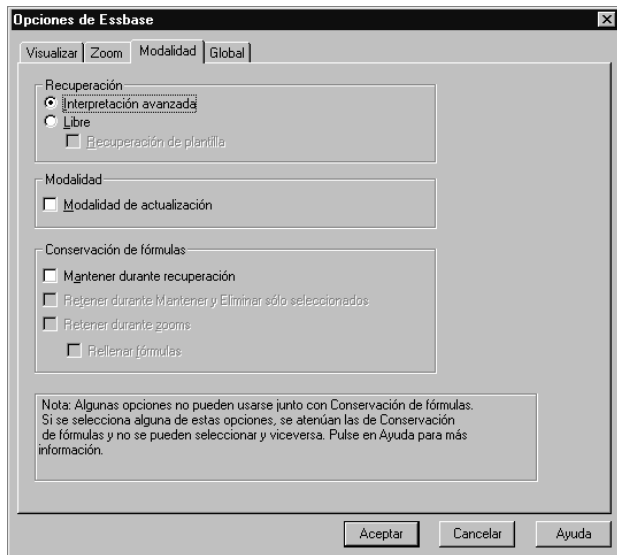 Opciones de Essbase
Visualizar Zoom Modalidad Global
Recuperación
Interpretación avanzada
Libre
Recuperación de plantilla
Modalidad
Modalidad de actualización
Conservación de fórmulas
Mantener durante recuperación
Retener durante Mantener y Eliminar sólo seleccionados
Retener durante zooms
Rellenar fórmulas
Nota: Algunas opciones no pueden usarse junto con Conservación de fórmulas.
Si se selecciona alguna de estas opciones, se atenúan las de Conservación
de fórmulas y no se pueden seleccionar y viceversa. Pulse en Ayuda para más
información.
Aceptar Cancelar Ayuda